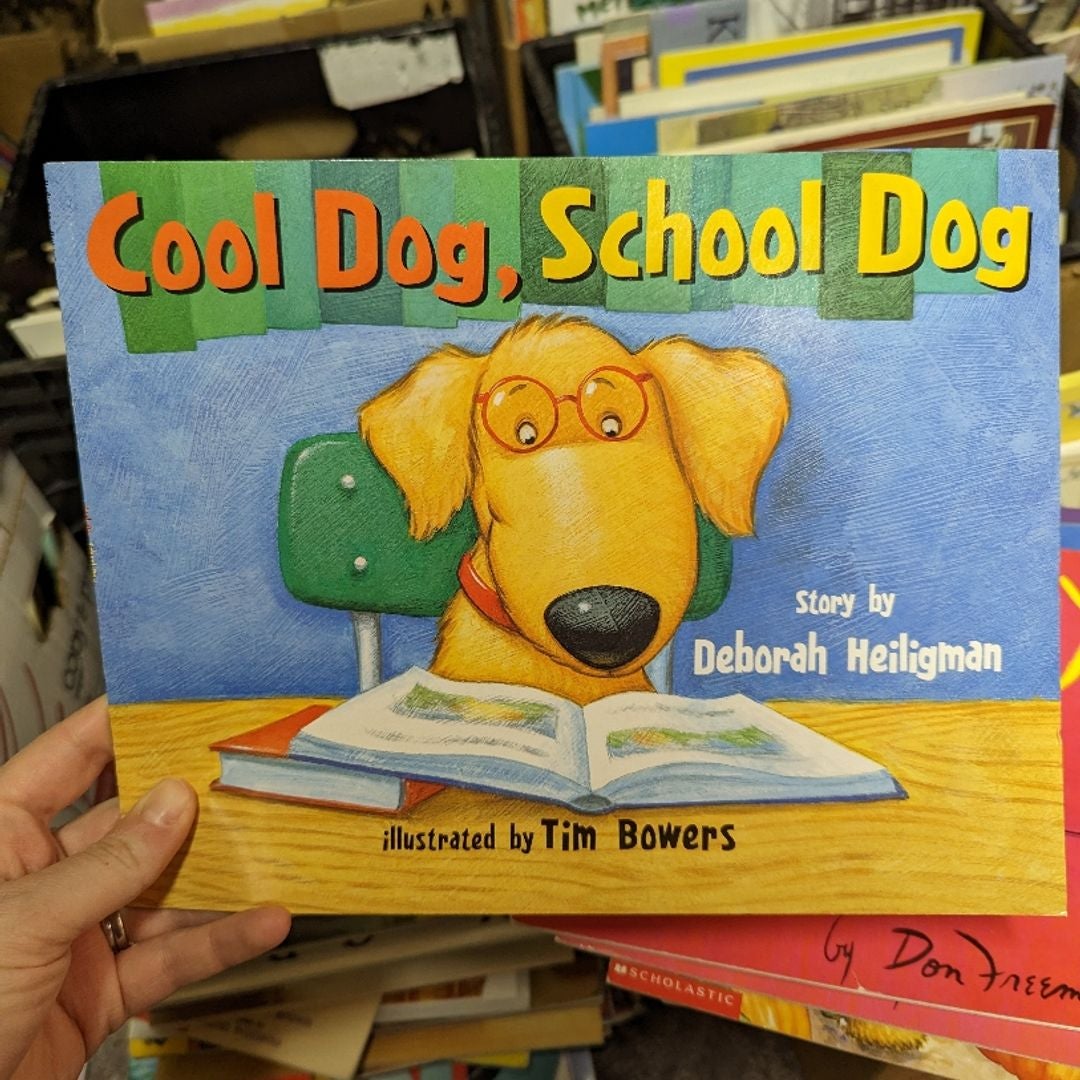 Cool Dog, School Dog
Story by
Deborah Heiligman
illustrated by Tim Bowers
by Don Freem
SCHOLASTIC